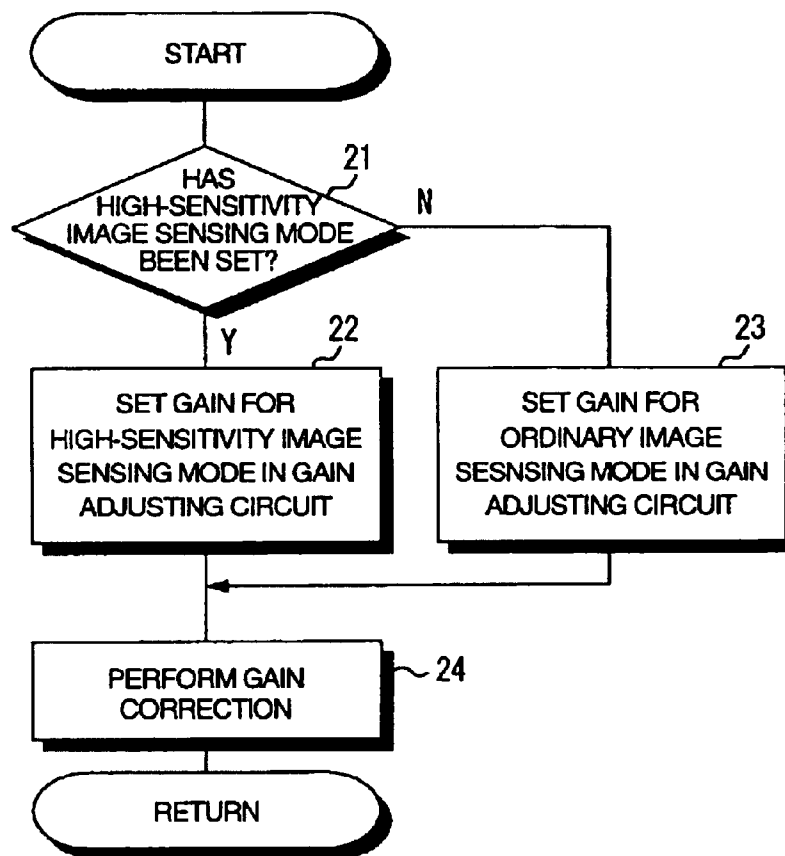 START
21
HAS
HIGH-SENSITIVITY
IMAGE SENSING MODE
BEEN SET?
N
Y
22
SET GAIN FOR
HIGH-SENSITIVITY IMAGE
SENSING MODE IN GAIN
ADJUSTING CIRCUIT
23
SET GAIN FOR
ORDINARY IMAGE
SESNSING MODE IN GAIN
ADJUSTING CIRCUIT
PERFORM GAIN
CORRECTION
24
RETURN